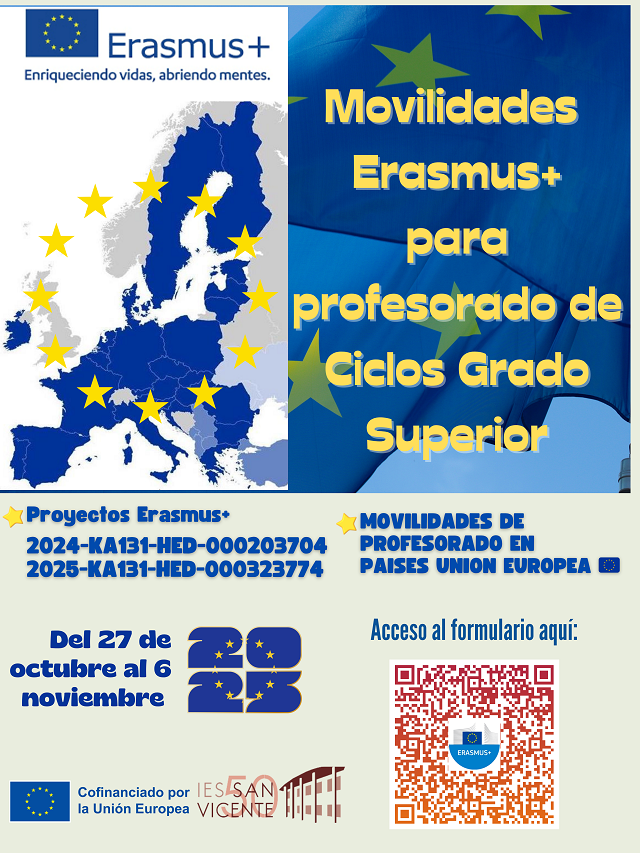 Erasmus+
Enriqueciendo vidas, abriendo mentes.
Movilidades
Erasmus+
para
profesorado de
Ciclos Grado
Superior
Proyectos Erasmus+
2024-KA131-HED-000203704
2025-KA131-HED-000323774
MOVILIDADES DE
PROFESORADO EN
PAISES UNION EUROPEA
Del 27 de
octubre al 6
noviembre
20
25
Acceso al formulario aquí:
ERASMUS+
Cofinanciado por
la Unión Europea
IES SAN
VICENTE
50